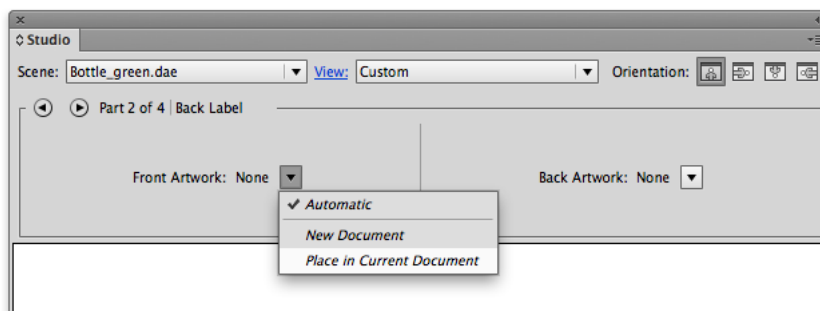 Studio
Scene: Bottle_green.dae View: Custom Orientation:
Part 2 of 4 | Back Label
Front Artwork: None Back Artwork: None
Automatic
New Document
Place in Current Document